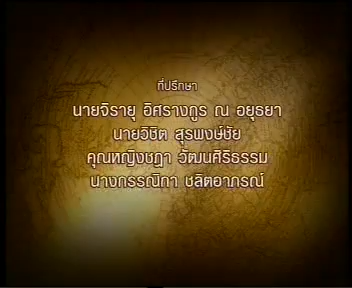 ที่ปรึกษา
นายจิรายุ อิศรางกูร ณ อยุธยา
นายวิชิต สุรพงษ์ชัย
คุณหญิงชฎา วัฒนศิริธรรม
นางกรรณิกา ชลิตอาภรณ์